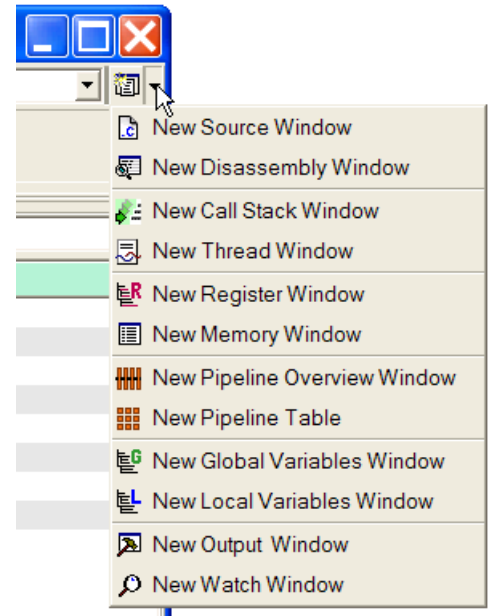 New Source Window
New Disassembly Window
New Call Stack Window
New Thread Window
New Register Window
New Memory Window
New Pipeline Overview Window
New Pipeline Table
New Global Variables Window
New Local Variables Window
New Output Window
New Watch Window